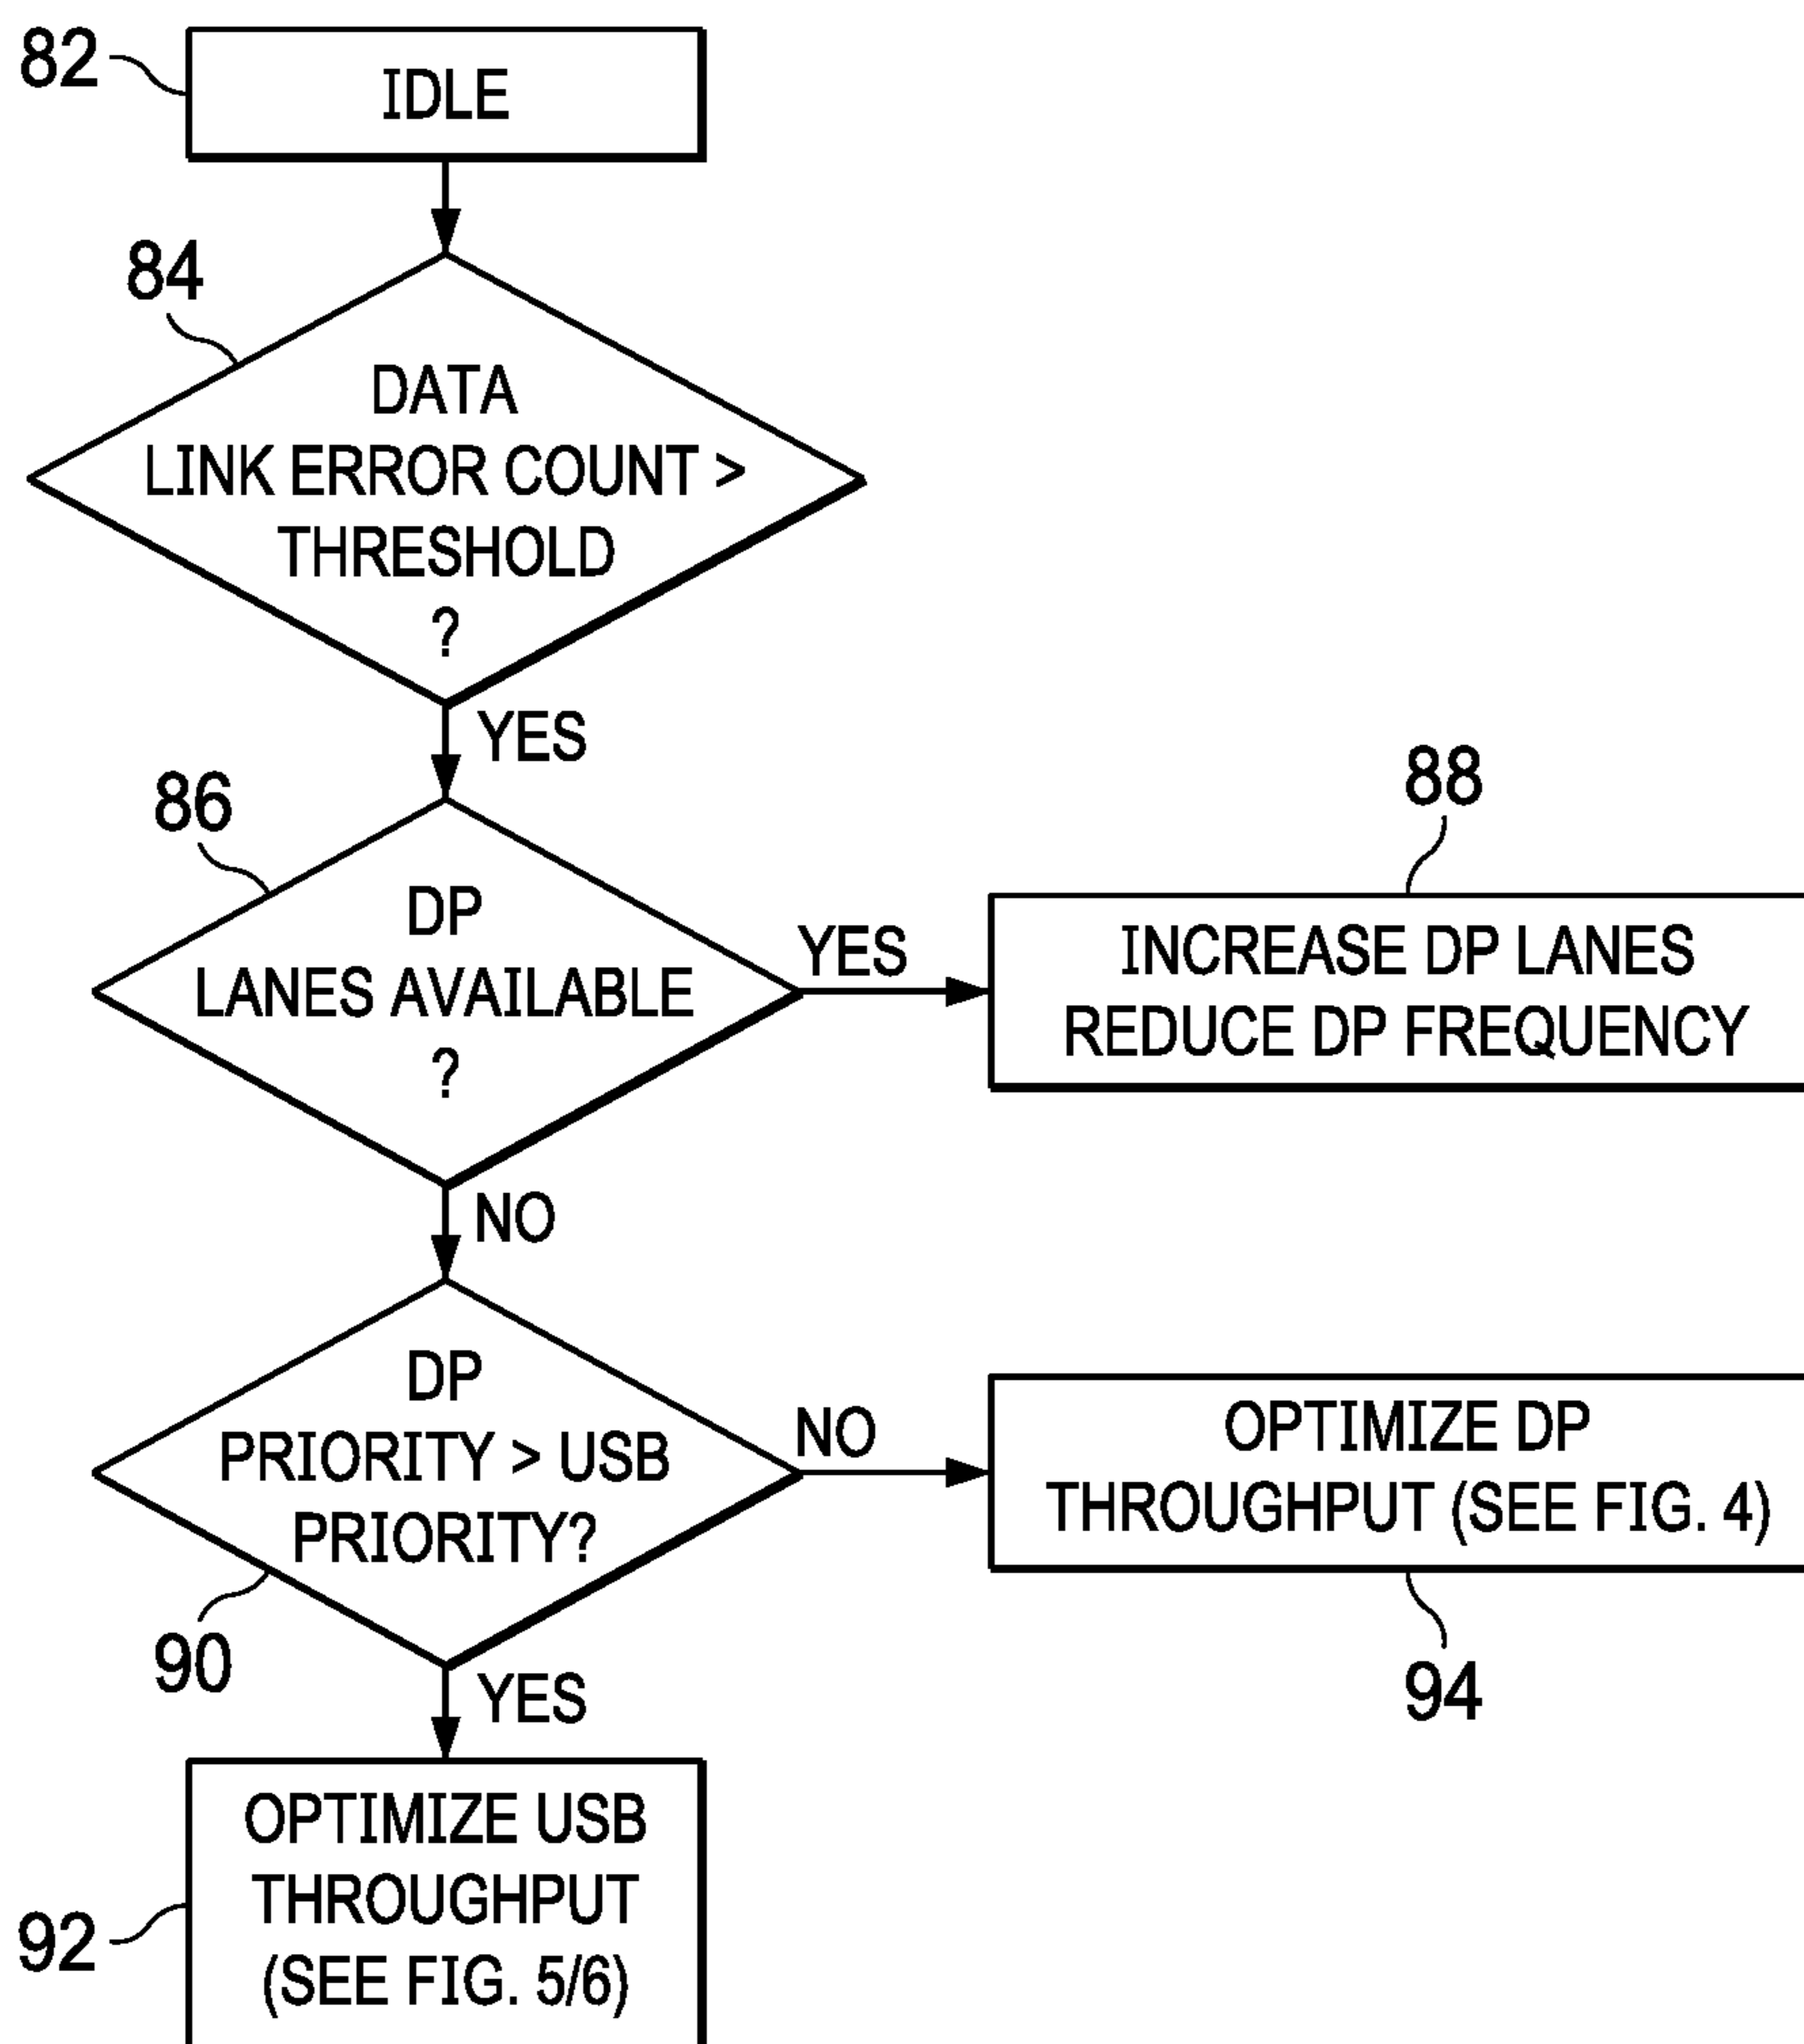 82
IDLE
84
DATA
LINK ERROR COUNT >
THRESHOLD
?
YES
86
DP
LANES AVAILABLE
?
YES
88
INCREASE DP LANES
REDUCE DP FREQUENCY
NO
DP
PRIORITY > USB
PRIORITY?
90
NO
OPTIMIZE DP
THROUGHPUT (SEE FIG. 4)
94
YES
92
OPTIMIZE USB
THROUGHPUT
(SEE FIG. 5/6)